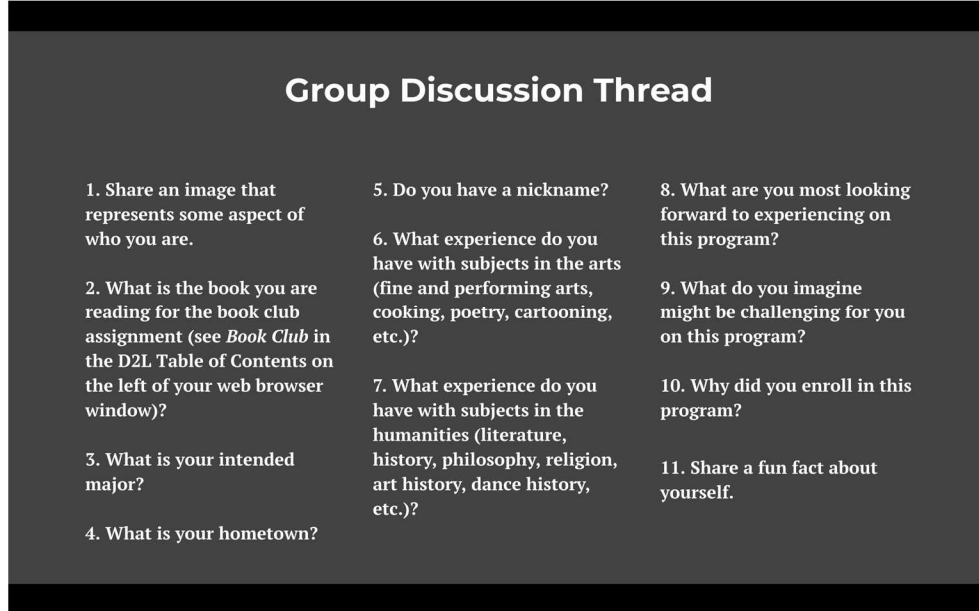 Group Discussion Thread
1. Share an image that
represents some aspect of
who you are.
2. What is the book you are
reading for the book club
assignment (see Book Club in
the D2L Table of Contents on
the left of your web browser
window)?
3. What is your intended
major?
4. What is your hometown?
5. Do you have a nickname?
6. What experience do you
have with subjects in the arts
(fine and performing arts,
cooking, poetry, cartooning,
etc.)?
7. What experience do you
have with subjects in the
humanities (literature,
history, philosophy, religion,
art history, dance history,
etc.)?
8. What are you most looking
forward to experiencing on
this program?
9. What do you imagine
might be challenging for you
on this program?
10. Why did you enroll in this
program?
11. Share a fun fact about
yourself.